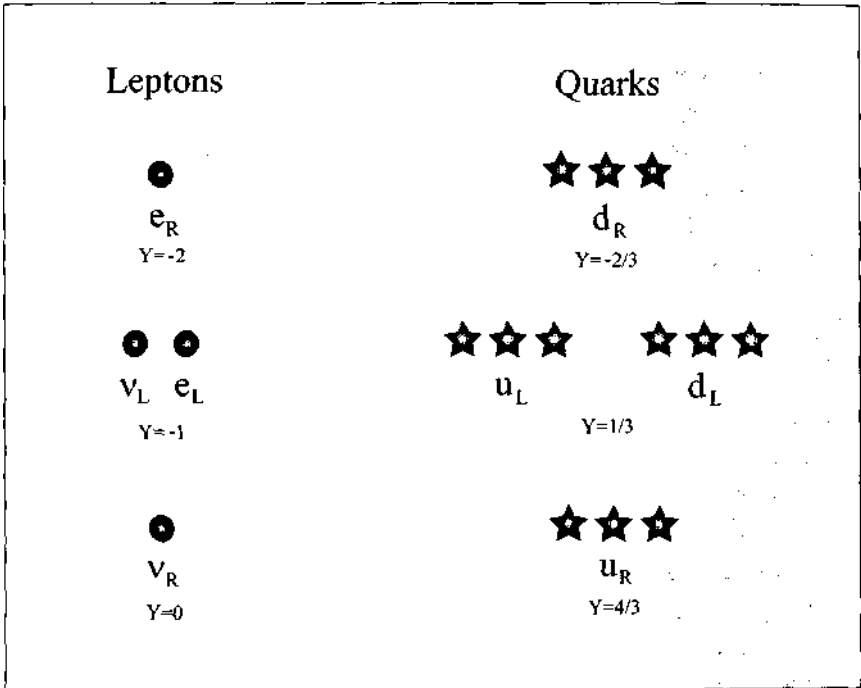 Leptons Quarks
e_R d_R
Y=-2 Y=-2/3
ν_L e_L u_L d_L
Y=-1 Y=1/3
ν_R u_R
Y=0 Y=4/3